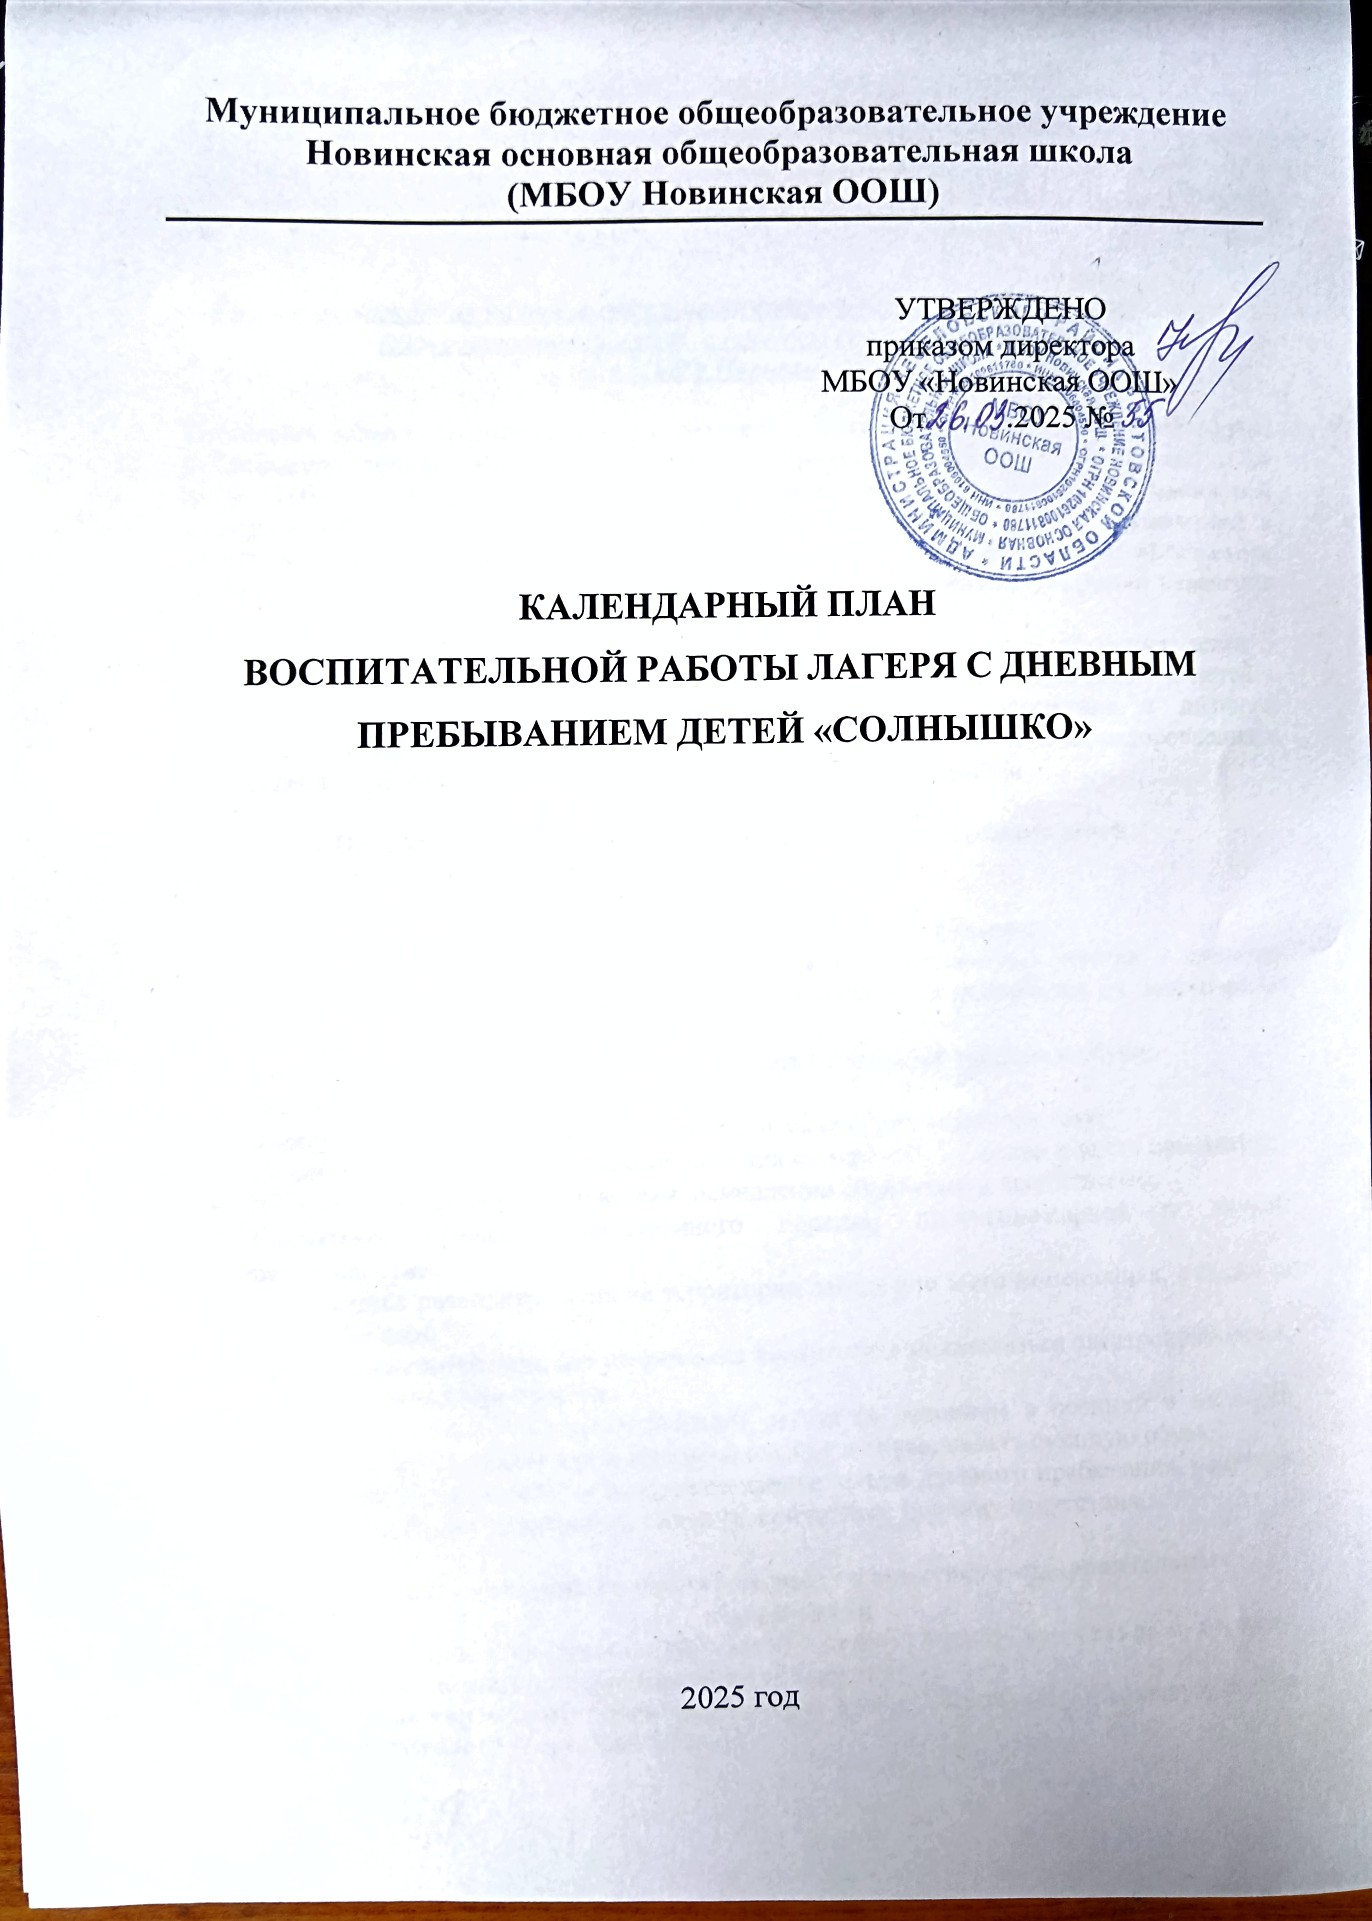 Муниципальное бюджетное общеобразовательное учреждение
Новинская основная общеобразовательная школа
(МБОУ Новинская ООШ)
УТВЕРЖДЕНО
приказом директора
МБОУ «Новинская ООШ»
От 26.03.2025 № 35
Новинская
ООШ
КАЛЕНДАРНЫЙ ПЛАН
ВОСПИТАТЕЛЬНОЙ РАБОТЫ ЛАГЕРЯ С ДНЕВНЫМ
ПРЕБЫВАНИЕМ ДЕТЕЙ «СОЛНЫШКО»
2025 год